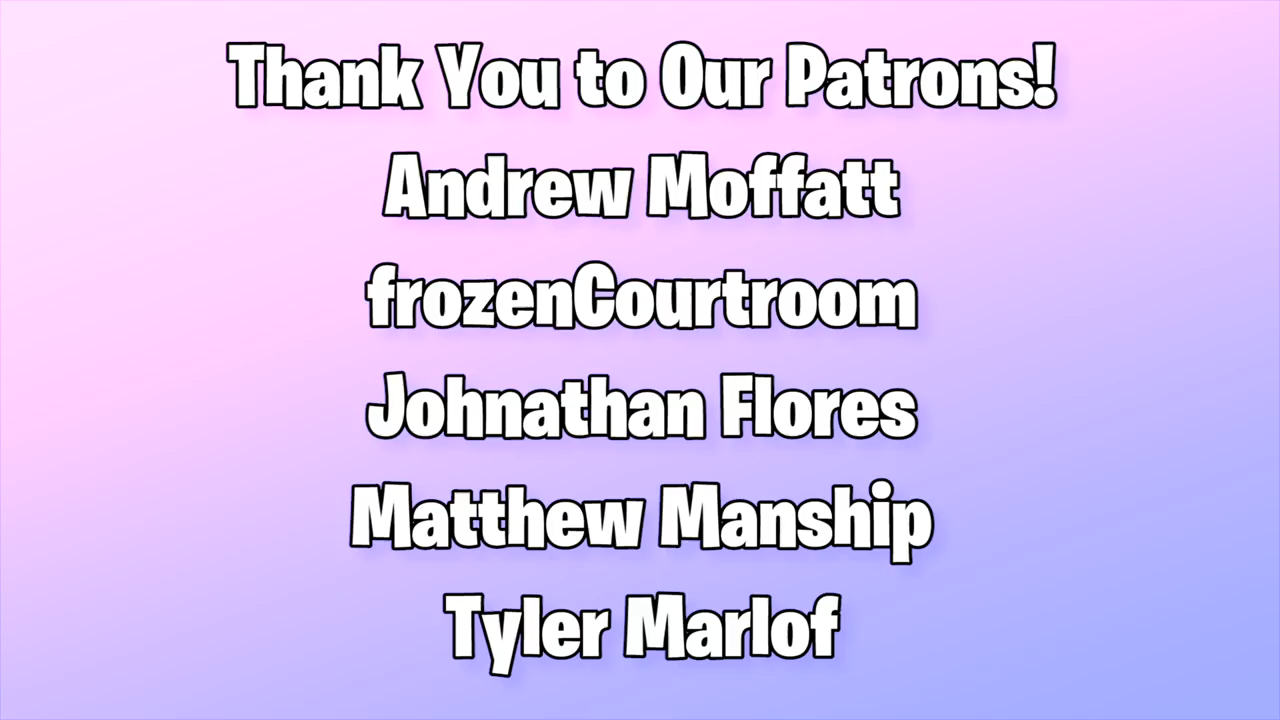 Thank You to Our Patrons!
Andrew Moffatt
frozenCourtroom
Johnathan Flores
Matthew Manship
Tyler Marlof